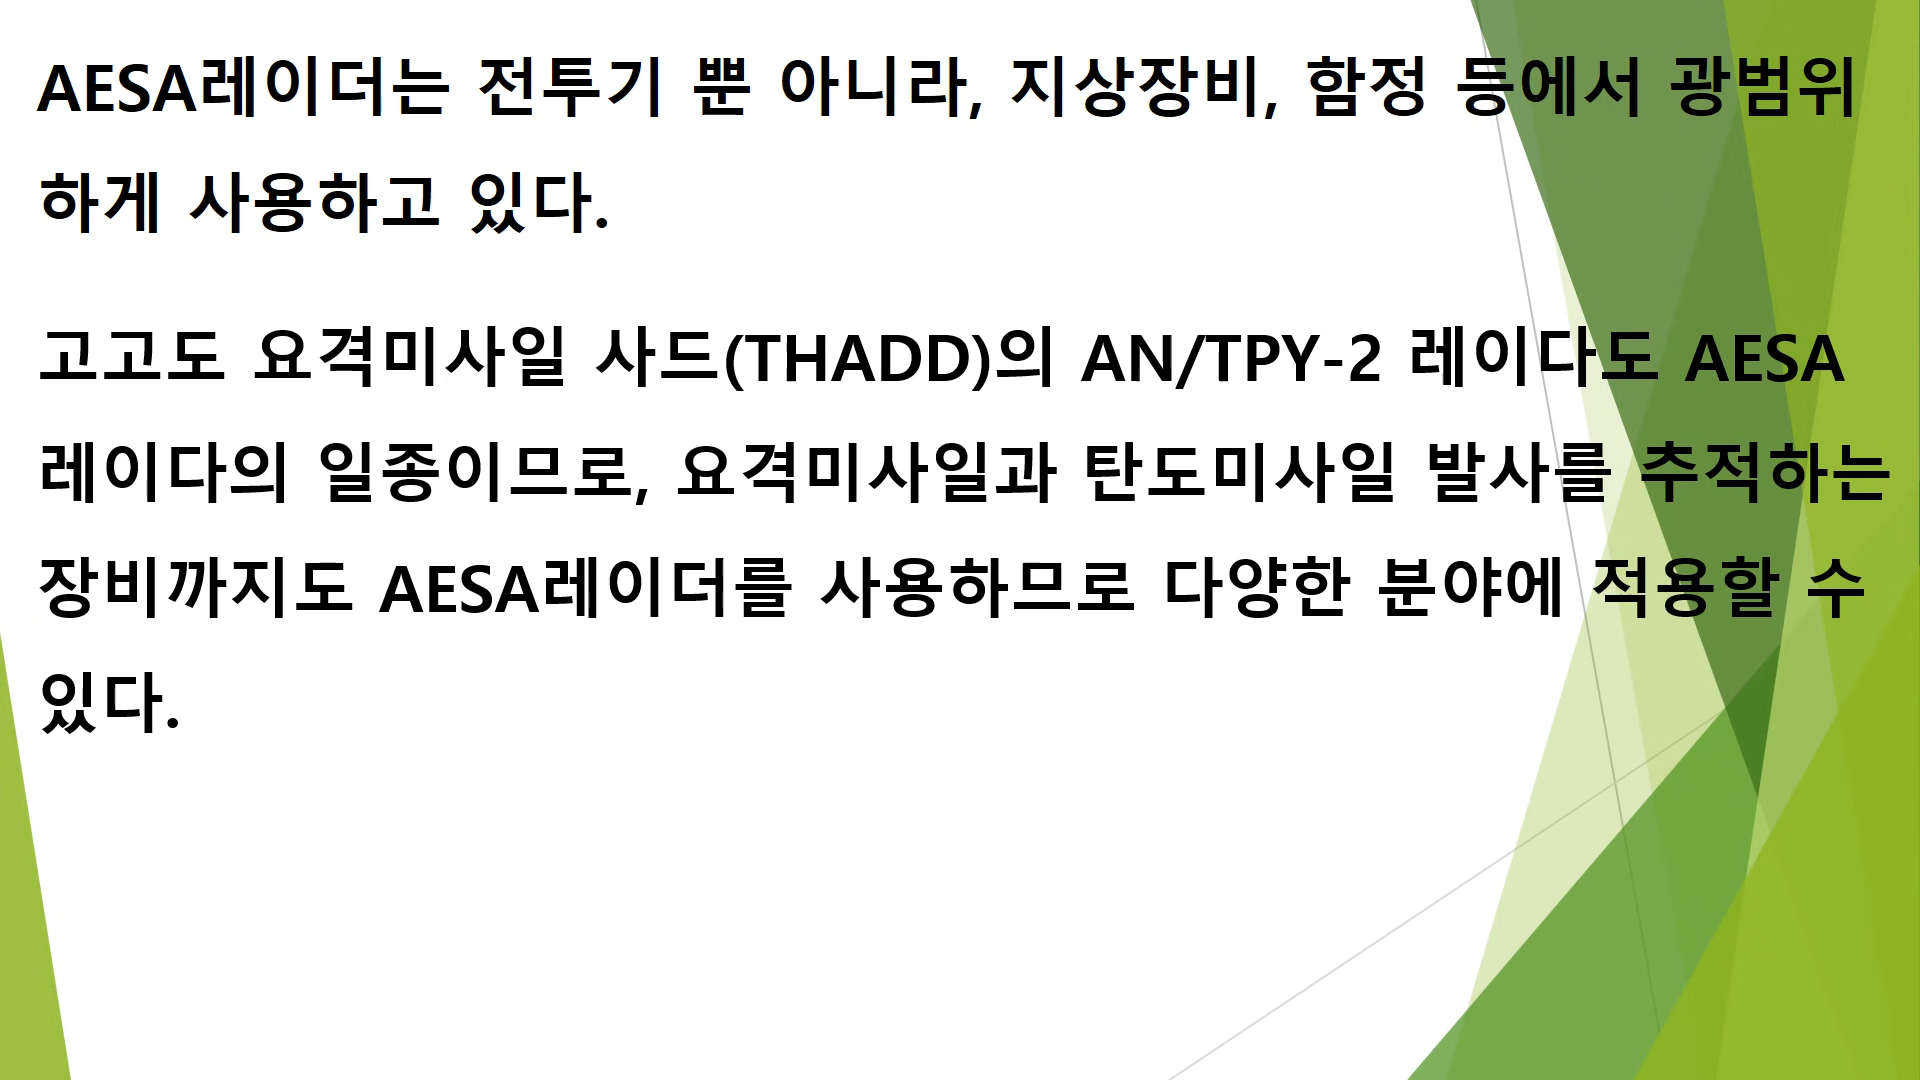 AESA레이더는 전투기 뿐 아니라, 지상장비, 함정 등에서 광범위
하게 사용하고 있다.
고고도 요격미사일 사드(THADD)의 AN/TPY-2 레이다도 AESA
레이다의 일종이므로, 요격미사일과 탄도미사일 발사를 추적하는
장비까지도 AESA레이더를 사용하므로 다양한 분야에 적용할 수
있다.